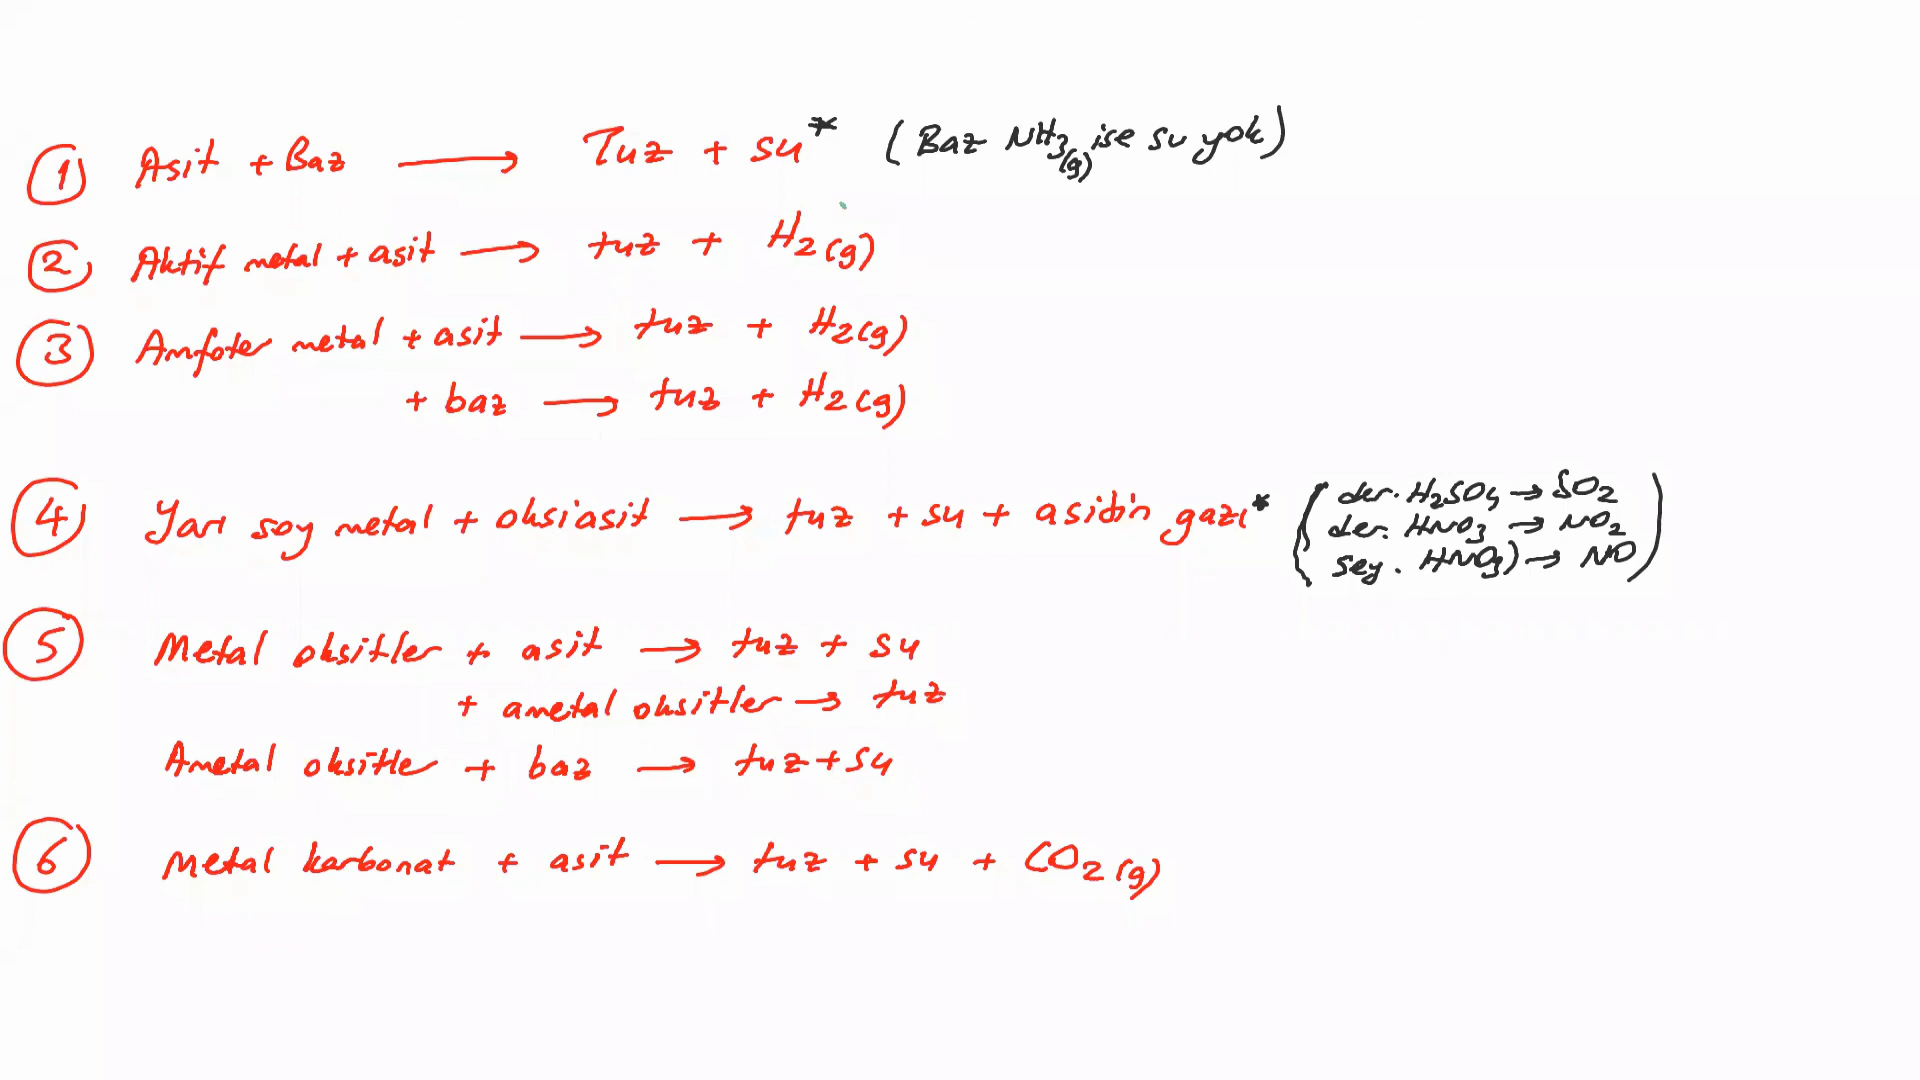 ① Asit + Baz → Tuz + su* (Baz NH₃(g) ise su yok)
② Aktif metal + asit → tuz + H₂(g)
③ Amfoter metal + asit → tuz + H₂(g)
+ baz → tuz + H₂(g)
④ Yarı soy metal + oksiasit → tuz + su + asidin gazı*
(der. H₂SO₄ → SO₂
der. HNO₃ → NO₂
sey. HNO₃) → NO)
⑤ Metal oksitler + asit → tuz + su
+ ametal oksitler → tuz
Ametal oksitler + baz → tuz + su
⑥ Metal karbonat + asit → tuz + su + CO₂(g)